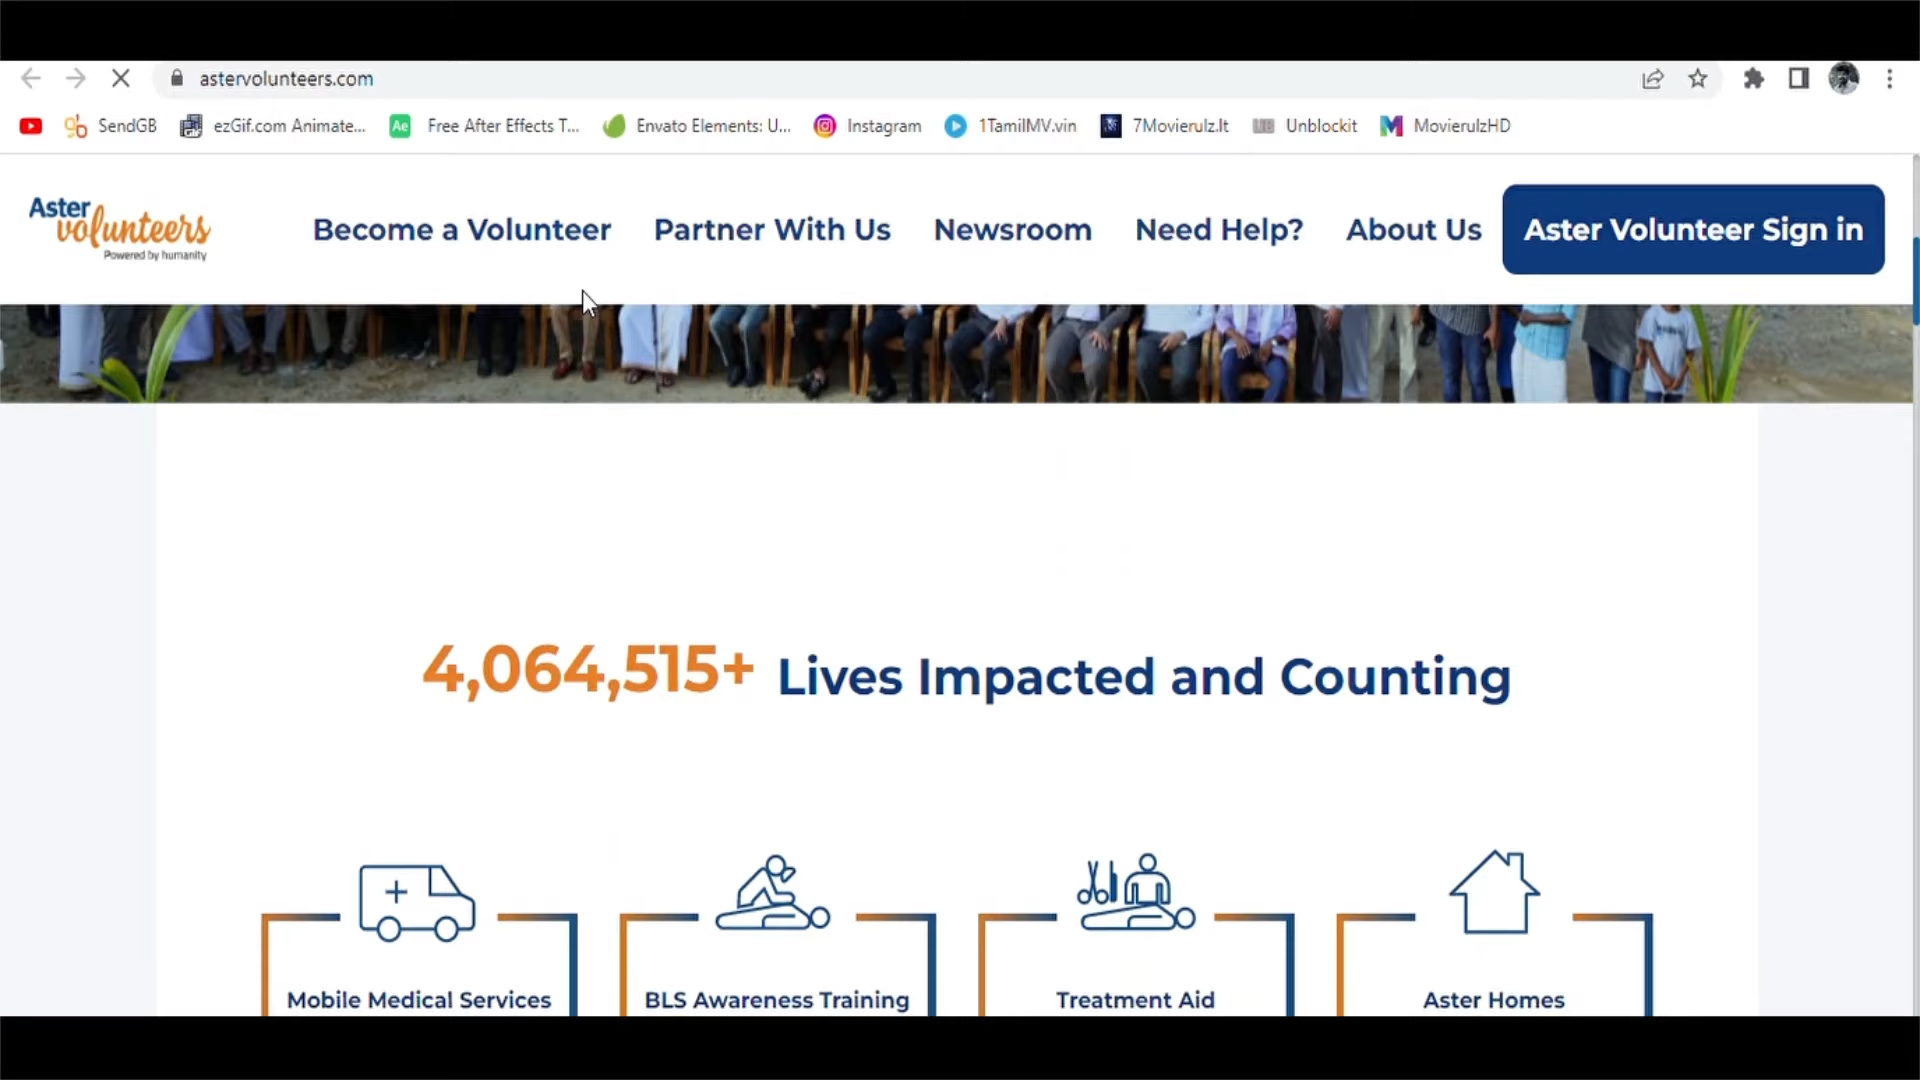 astervolunteers.com
SendGB ezGif.com Animate... Free After Effects T... Envato Elements: U... Instagram 1TamilMV.vin 7Movierulz.lt Unblockit MovierulzHD
Aster
volunteers
Powered by humanity
Become a Volunteer Partner With Us Newsroom Need Help? About Us Aster Volunteer Sign in
4,064,515+ Lives Impacted and Counting
Mobile Medical Services BLS Awareness Training Treatment Aid Aster Homes